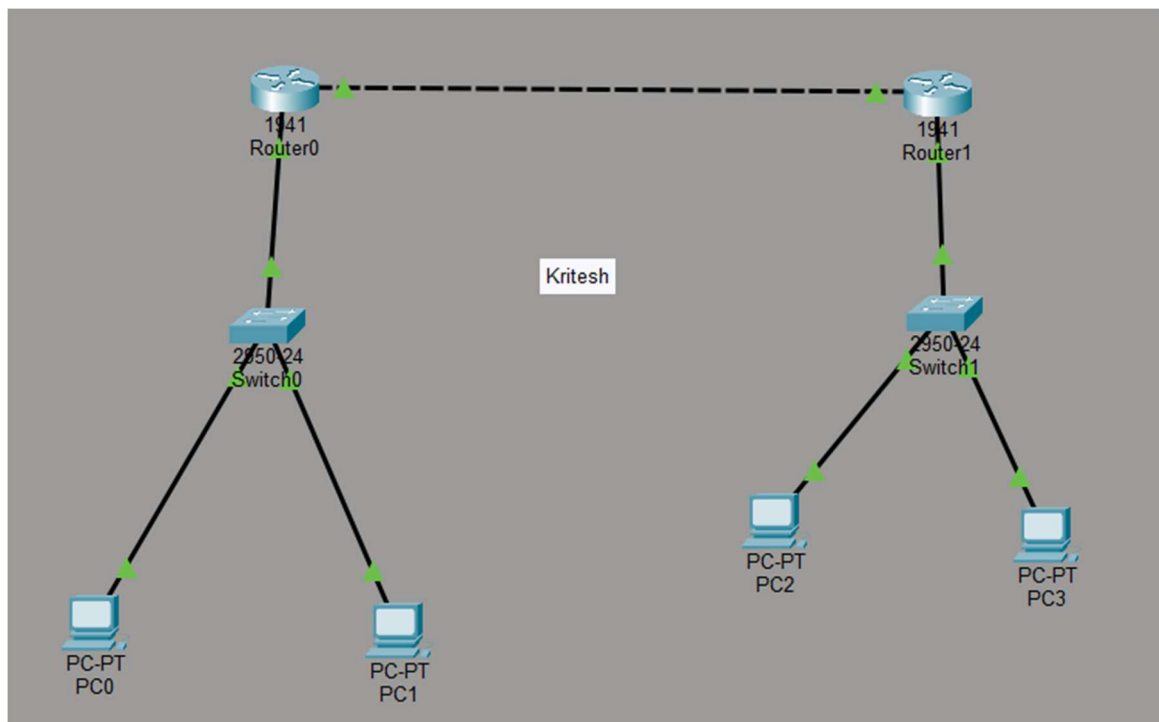 1941
Router0
1941
Router1
Kritesh
2950-24
Switch0
2950-24
Switch1
PC-PT
PC2
PC-PT
PC3
PC-PT
PC0
PC-PT
PC1